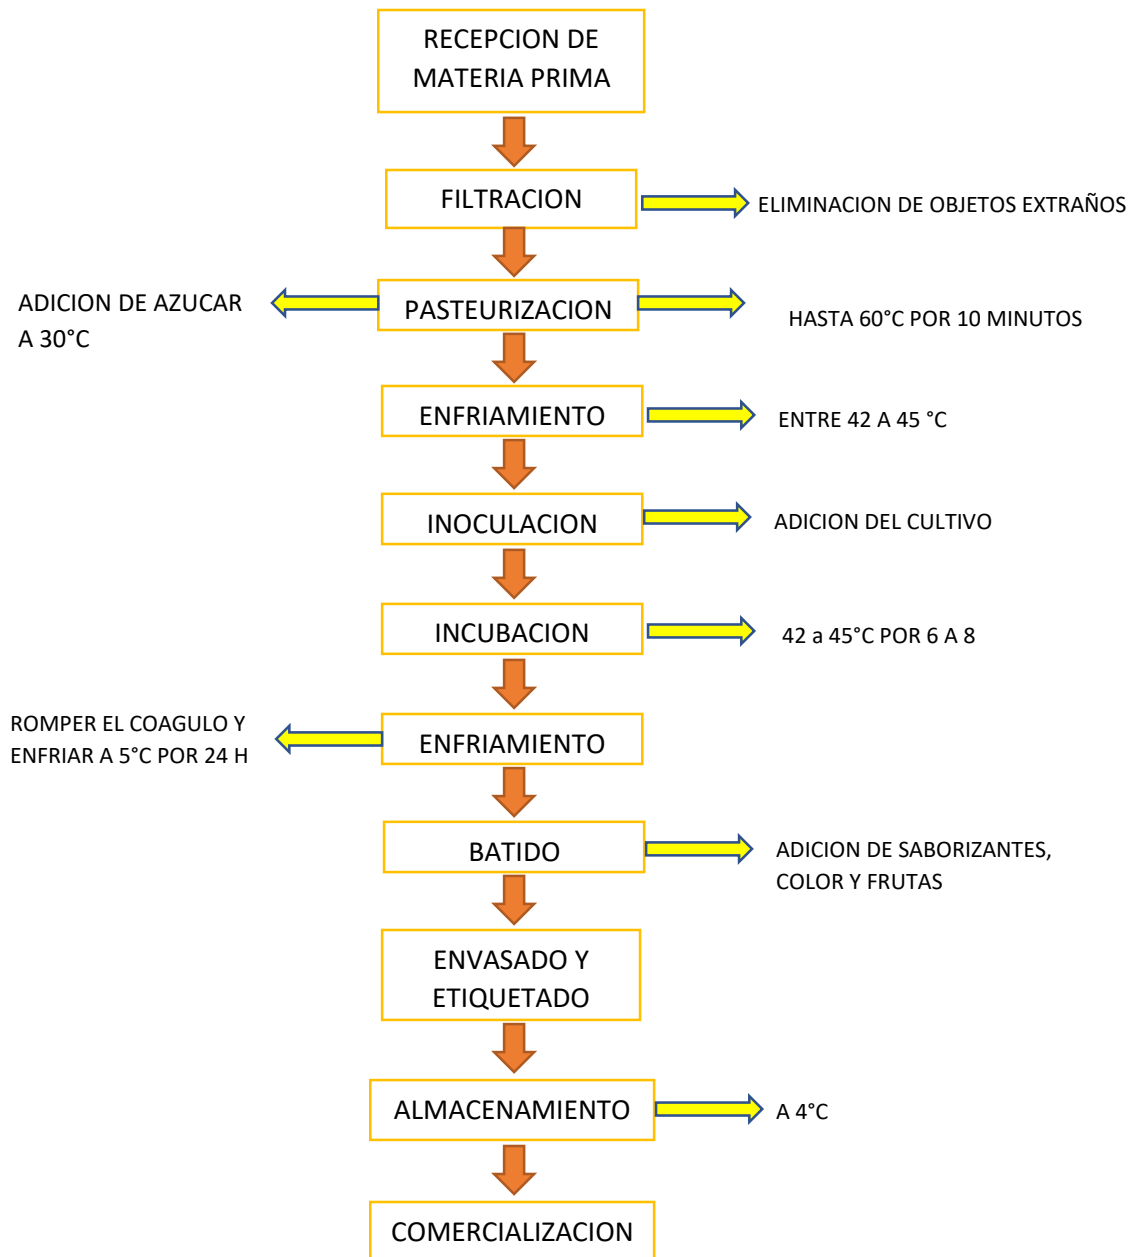 RECEPCION DE
MATERIA PRIMA
FILTRACION
ELIMINACION DE OBJETOS EXTRAÑOS
ADICION DE AZUCAR
A 30°C
PASTEURIZACION
HASTA 60°C POR 10 MINUTOS
ENFRIAMIENTO
ENTRE 42 A 45 °C
INOCULACION
ADICION DEL CULTIVO
INCUBACION
42 a 45°C POR 6 A 8
ROMPER EL COAGULO Y
ENFRIAR A 5°C POR 24 H
ENFRIAMIENTO
BATIDO
ADICION DE SABORIZANTES,
COLOR Y FRUTAS
ENVASADO Y
ETIQUETADO
ALMACENAMIENTO
A 4°C
COMERCIALIZACION